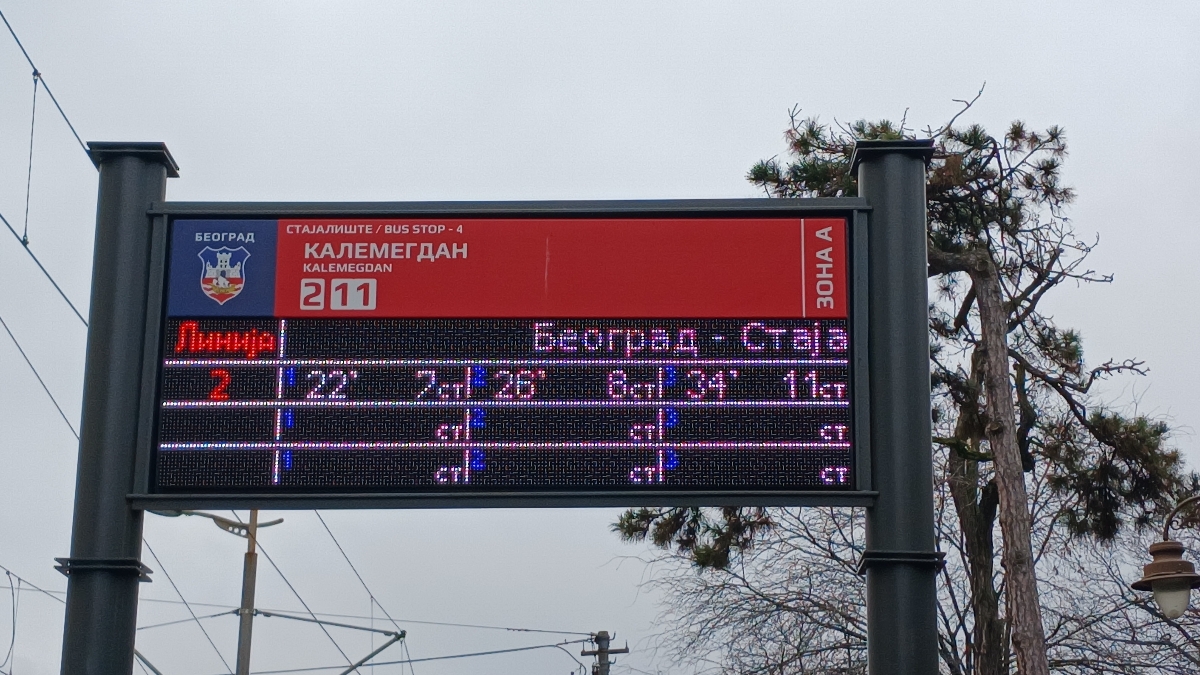 БЕОГРАД
СТАЈАЛИШТЕ / BUS STOP - 4
КАЛЕМЕГДАН
KALEMEGDAN
2 11
ЗОНА А
Линија Београд - Стаја
2 1 22' 7ст 2 26' 8ст 3 34' 11ст
1 ст 2 ст 3 ст
1 ст 2 ст 3 ст